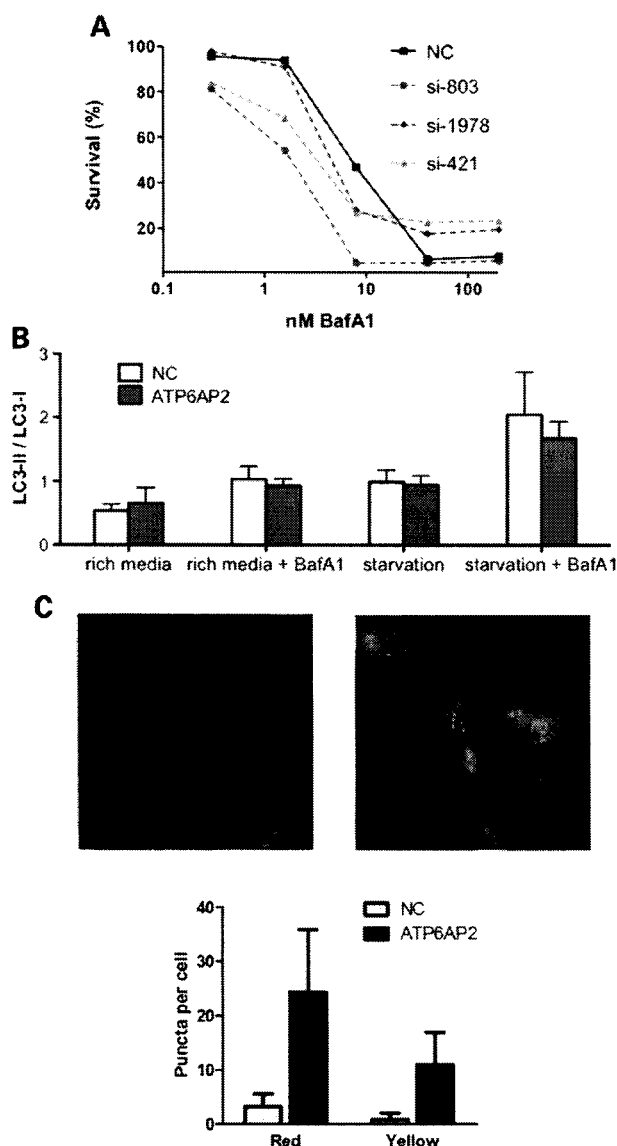 A
Survival (%)
100
80
60
40
20
0.1 1 10 100
nM BafA1
NC
si-803
si-1978
si-421
B
LC3-II / LC3-I
3
2
1
0
NC
ATP6AP2
rich media rich media + BafA1 starvation starvation + BafA1
C
Puncta per cell
40
30
20
10
0
NC
ATP6AP2
Red Yellow